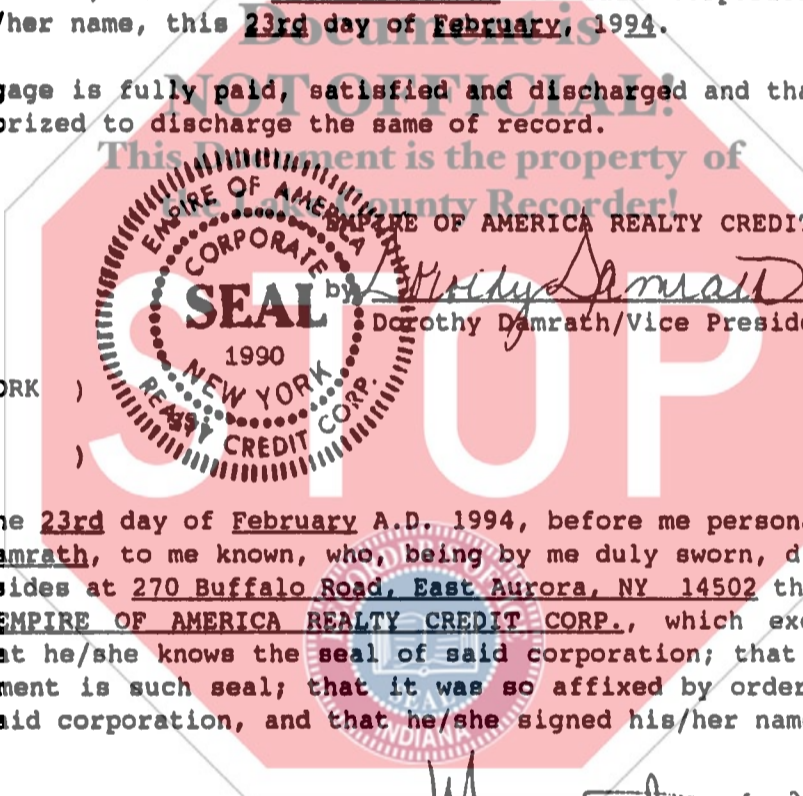 /her name, this 23rd day of February, 1994.
Document is
gage is fully paid, satisfied and discharged and tha
NOT OFFICIAL!
orized to discharge the same of record.
This Document is the property of
the Lake County Recorder!
EMPIRE OF AMERICA REALTY CREDIT
EMPIRE OF AMERICA
REALTY CREDIT CORP.
CORPORATE
SEAL
1990
NEW YORK
by Dorothy Damrath
Dorothy Damrath/Vice Preside
ORK )
)
STOP
he 23rd day of February A.D. 1994, before me persona
amrath, to me known, who, being by me duly sworn, d
sides at 270 Buffalo Road, East Aurora, NY 14502 th
EMPIRE OF AMERICA REALTY CREDIT CORP., which exe
at he/she knows the seal of said corporation; that
ment is such seal; that it was so affixed by order
aid corporation, and that he/she signed his/her nam
SEAL
INDIANA